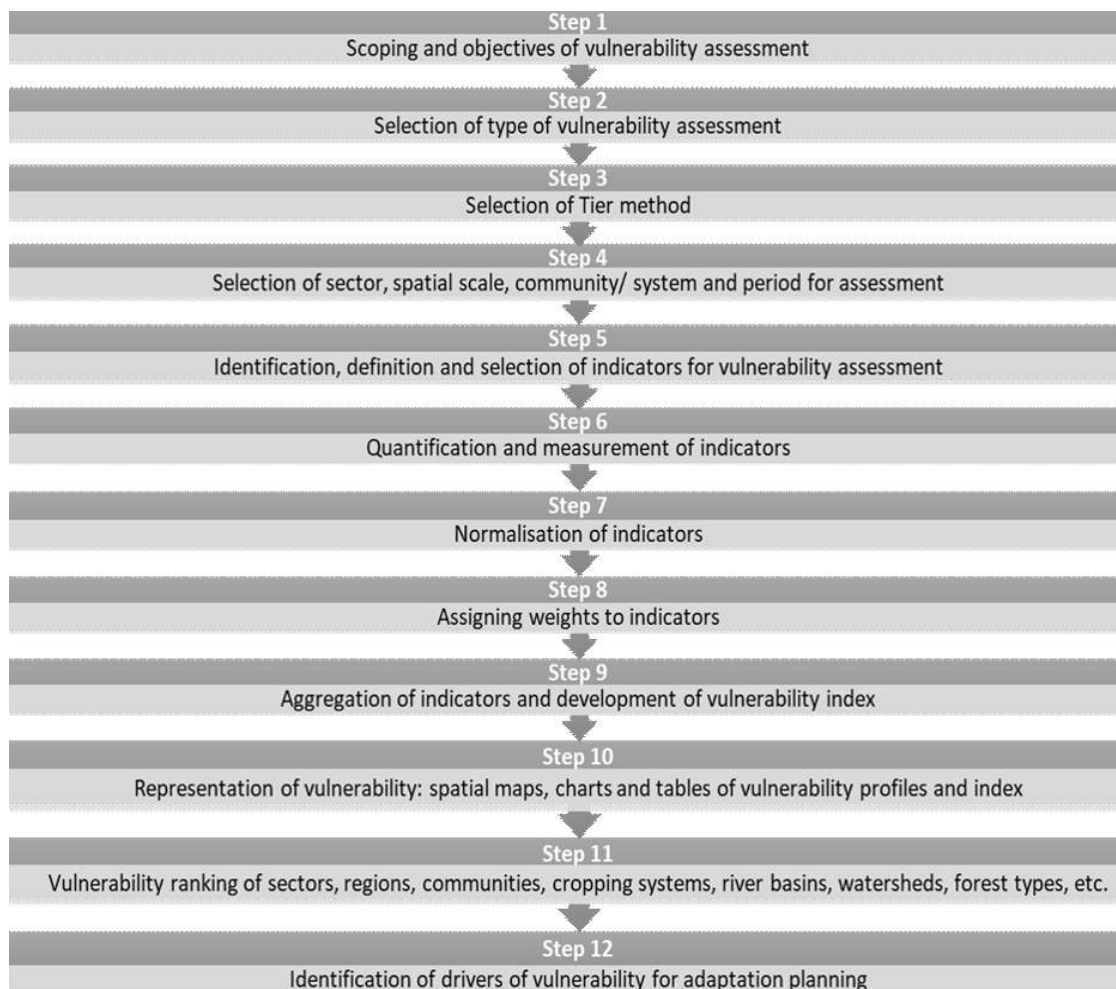 Step 1
Scoping and objectives of vulnerability assessment
Step 2
Selection of type of vulnerability assessment
Step 3
Selection of Tier method
Step 4
Selection of sector, spatial scale, community/ system and period for assessment
Step 5
Identification, definition and selection of indicators for vulnerability assessment
Step 6
Quantification and measurement of indicators
Step 7
Normalisation of indicators
Step 8
Assigning weights to indicators
Step 9
Aggregation of indicators and development of vulnerability index
Step 10
Representation of vulnerability: spatial maps, charts and tables of vulnerability profiles and index
Step 11
Vulnerability ranking of sectors, regions, communities, cropping systems, river basins, watersheds, forest types, etc.
Step 12
Identification of drivers of vulnerability for adaptation planning